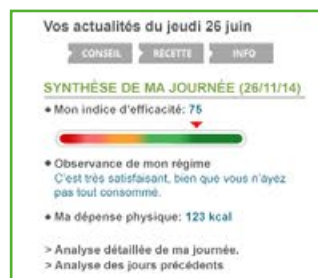 Vos actualités du jeudi 26 juin
CONSEIL RECETTE INFO
SYNTHÈSE DE MA JOURNÉE (26/11/14)
Mon indice d'efficacité: 75
Observance de mon régime
C'est très satisfaisant, bien que vous n'ayez
pas tout consommé.
Ma dépense physique: 123 kcal
> Analyse détaillée de ma journée.
> Analyse des jours précédents